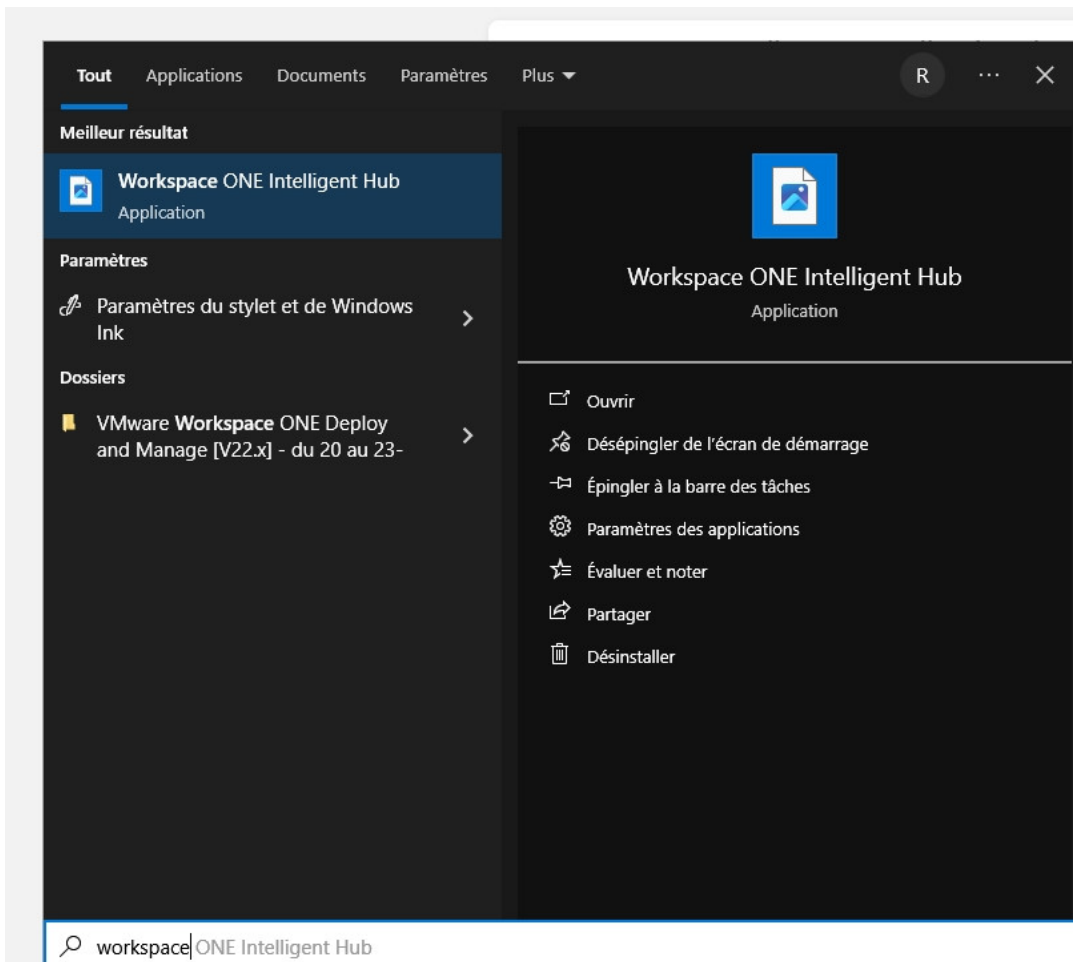 Tout Applications Documents Paramètres Plus R ... ×
Meilleur résultat
Workspace ONE Intelligent Hub
Application
Paramètres
Paramètres du stylet et de Windows
Ink
Dossiers
VMware Workspace ONE Deploy
and Manage [V22.x] - du 20 au 23-
Workspace ONE Intelligent Hub
Application
Ouvrir
Désépingler de l'écran de démarrage
Épingler à la barre des tâches
Paramètres des applications
Évaluer et noter
Partager
Désinstaller
workspace ONE Intelligent Hub